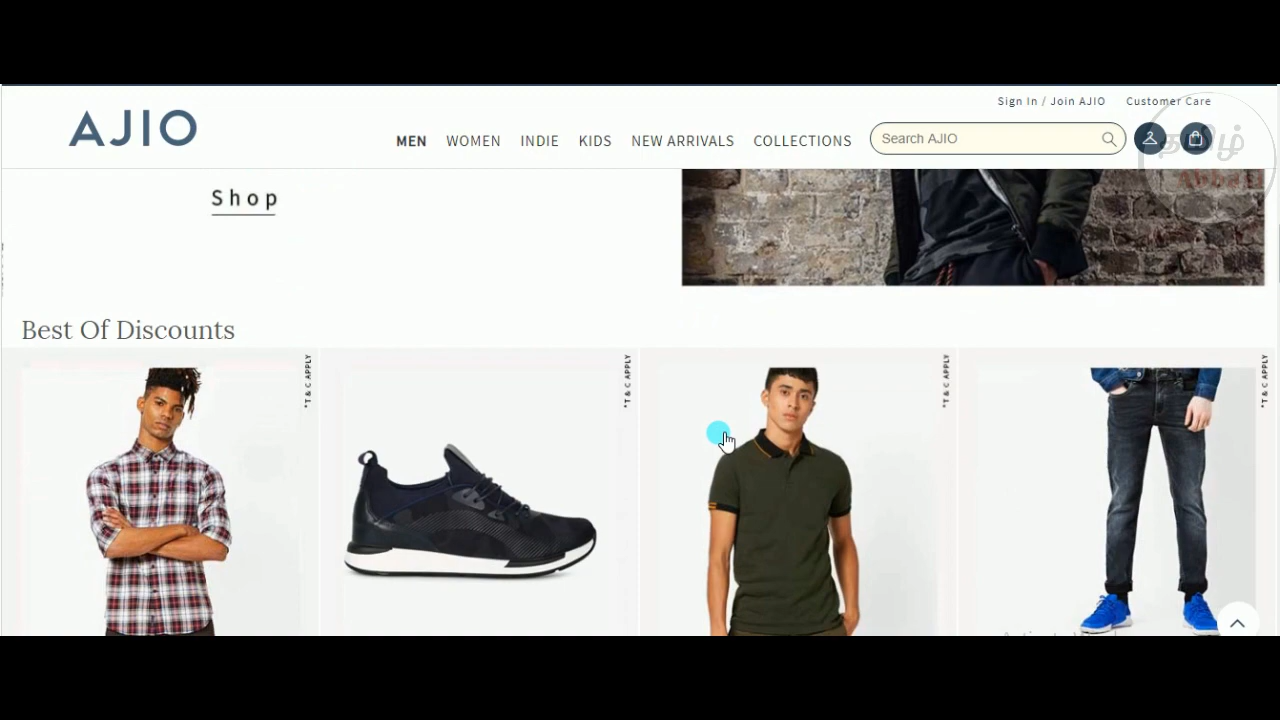 Sign In / Join AJIO Customer Care
AJIO
MEN WOMEN INDIE KIDS NEW ARRIVALS COLLECTIONS
Search AJIO
தமிழ்
Shop
Best Of Discounts
*T & C APPLY
*T & C APPLY
*T & C APPLY
*T & C APPLY